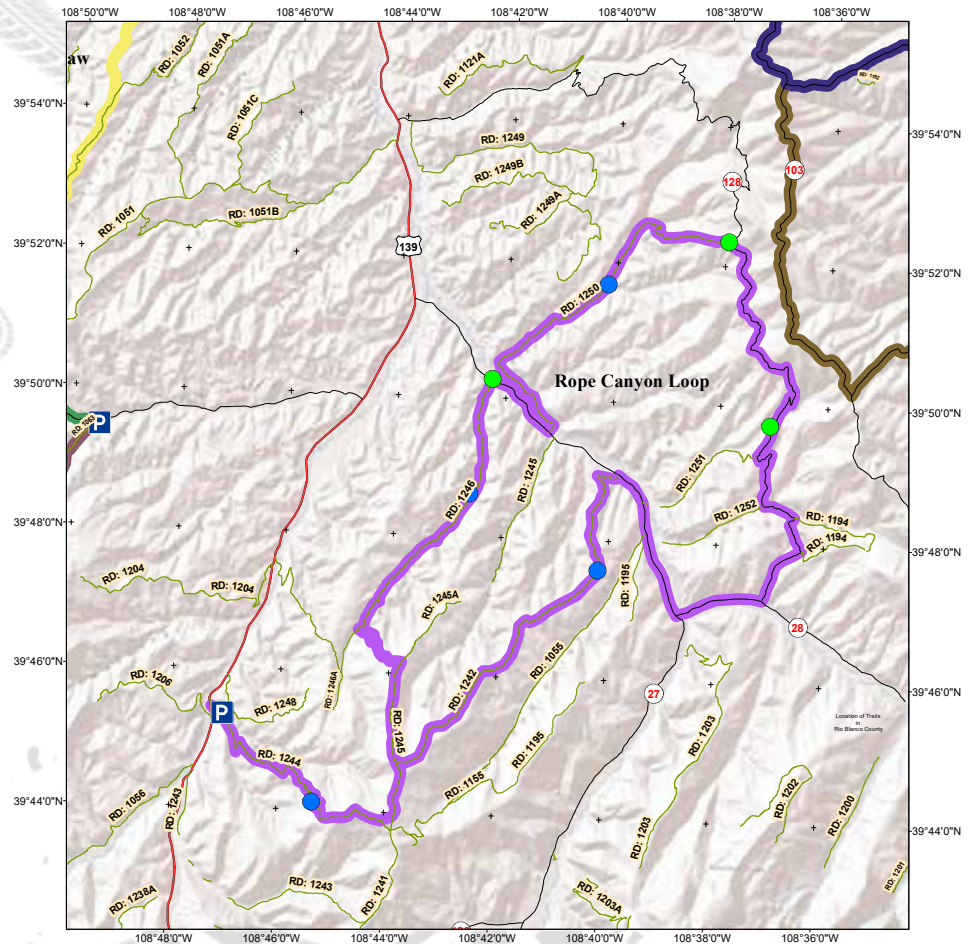 108°50'0"W
108°48'0"W
108°46'0"W
108°44'0"W
108°42'0"W
108°40'0"W
108°38'0"W
108°36'0"W
aw
RD: 1052
RD: 1051A
RD: 1121A
RD: 1051C
39°54'0"N
39°54'0"N
RD: 1249
RD: 1249B
103
128
RD: 1249A
RD: 1051
RD: 1051B
39°52'0"N
139
39°52'0"N
RD: 1250
39°50'0"N
Rope Canyon Loop
39°50'0"N
P
RD: 1246
RD: 1245
RD: 1251
39°48'0"N
RD: 1252
RD: 1194
RD: 1194
39°48'0"N
RD: 1204
RD: 1204
RD: 1195
RD: 1245A
28
39°46'0"N
RD: 1206
RD: 1246A
RD: 1242
RD: 1055
27
39°46'0"N
P
RD: 1248
Location of Trails
in
Rio Blanco County
RD: 1244
RD: 1245
RD: 1195
RD: 1203
RD: 1155
39°44'0"N
RD: 1066
RD: 1243
RD: 1202
RD: 1200
39°44'0"N
RD: 1203
RD: 1243
RD: 1241
RD: 1238A
RD: 1203A
RD: 1201
108°48'0"W
108°46'0"W
108°44'0"W
108°42'0"W
108°40'0"W
108°38'0"W
108°36'0"W